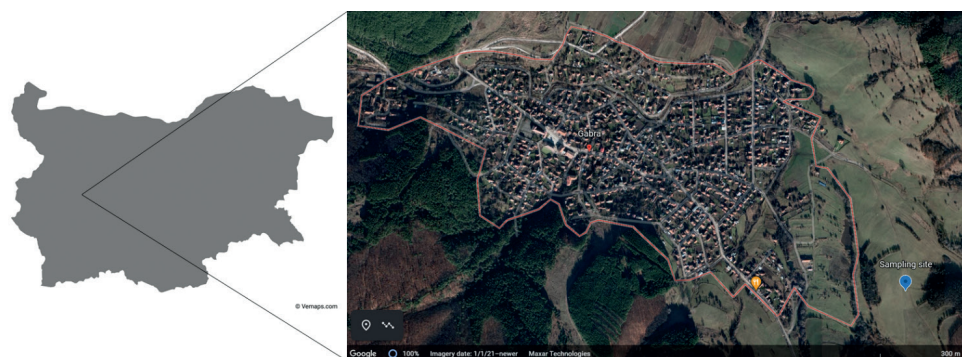 Gabra
Sampling site
© Vemaps.com
Google 100% Imagery date: 1/1/21–newer Maxar Technologies 300 m